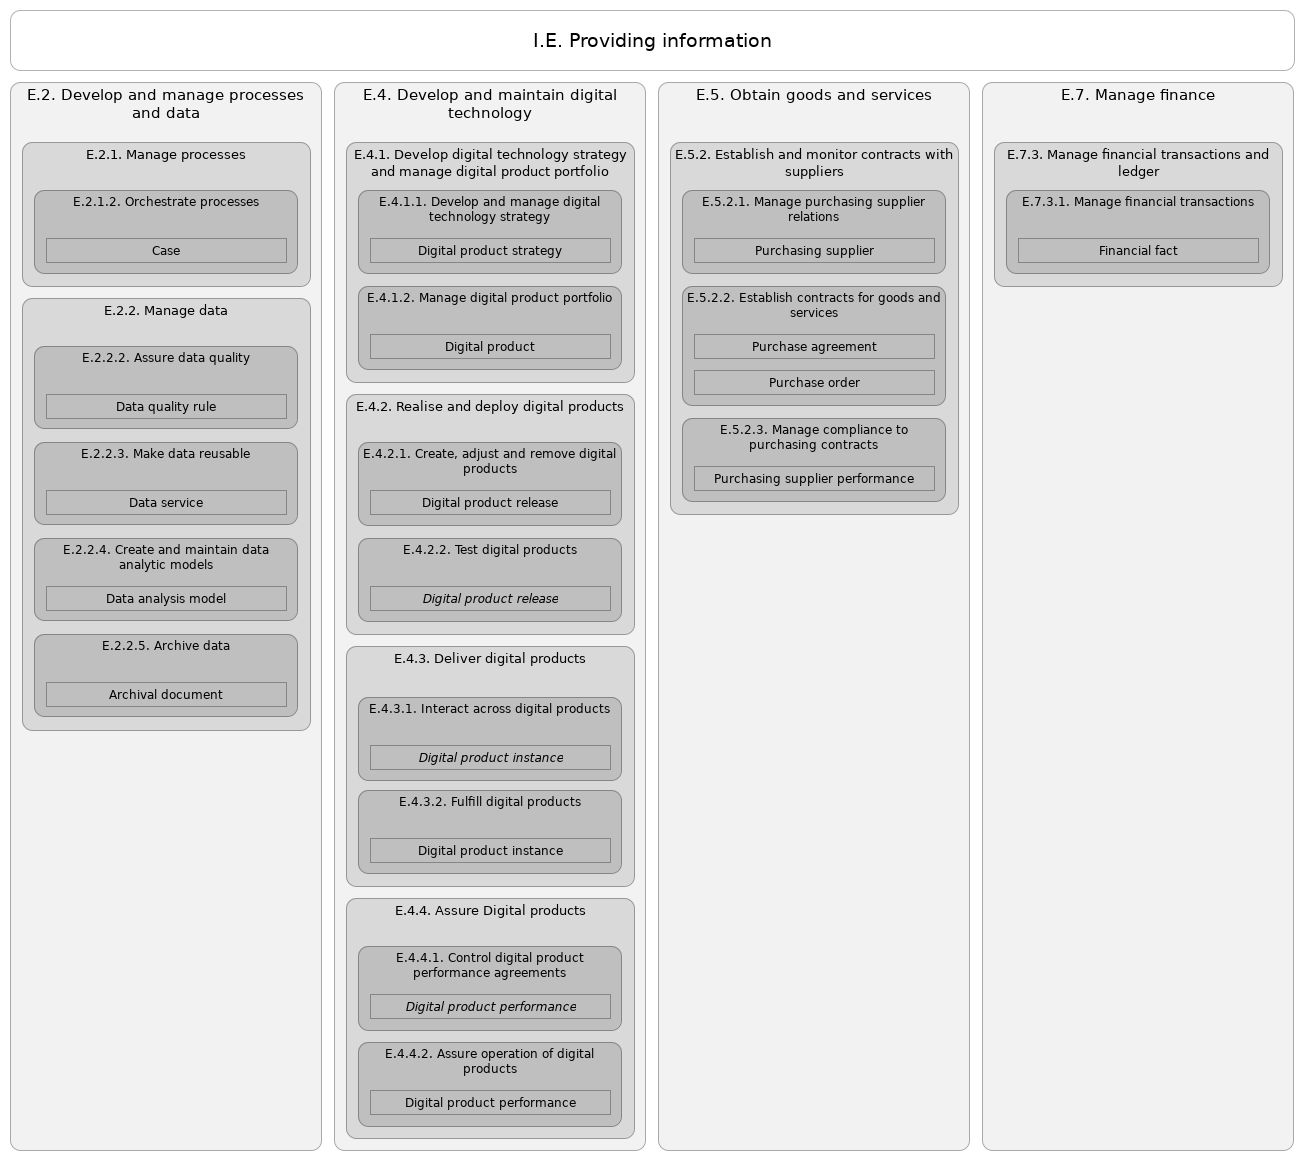 I.E. Providing information
E.2. Develop and manage processes
and data
E.2.1. Manage processes
E.2.1.2. Orchestrate processes
Case
E.2.2. Manage data
E.2.2.2. Assure data quality
Data quality rule
E.2.2.3. Make data reusable
Data service
E.2.2.4. Create and maintain data
analytic models
Data analysis model
E.2.2.5. Archive data
Archival document
E.4. Develop and maintain digital
technology
E.4.1. Develop digital technology strategy
and manage digital product portfolio
E.4.1.1. Develop and manage digital
technology strategy
Digital product strategy
E.4.1.2. Manage digital product portfolio
Digital product
E.4.2. Realise and deploy digital products
E.4.2.1. Create, adjust and remove digital
products
Digital product release
E.4.2.2. Test digital products
Digital product release
E.4.3. Deliver digital products
E.4.3.1. Interact across digital products
Digital product instance
E.4.3.2. Fulfill digital products
Digital product instance
E.4.4. Assure Digital products
E.4.4.1. Control digital product
performance agreements
Digital product performance
E.4.4.2. Assure operation of digital
products
Digital product performance
E.5. Obtain goods and services
E.5.2. Establish and monitor contracts with
suppliers
E.5.2.1. Manage purchasing supplier
relations
Purchasing supplier
E.5.2.2. Establish contracts for goods and
services
Purchase agreement
Purchase order
E.5.2.3. Manage compliance to
purchasing contracts
Purchasing supplier performance
E.7. Manage finance
E.7.3. Manage financial transactions and
ledger
E.7.3.1. Manage financial transactions
Financial fact